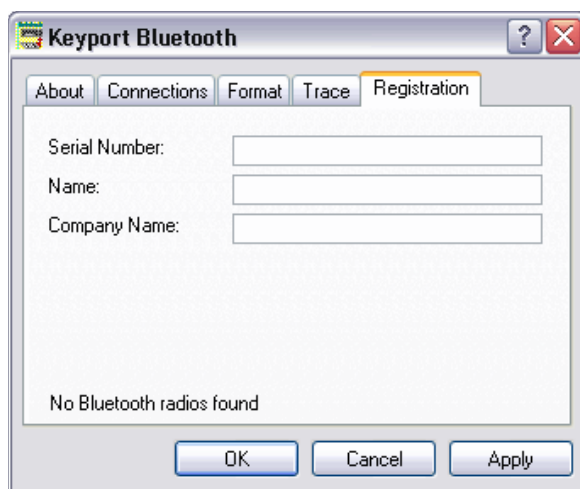 Keyport Bluetooth
?
About Connections Format Trace Registration
Serial Number:
Name:
Company Name:
No Bluetooth radios found
OK Cancel Apply